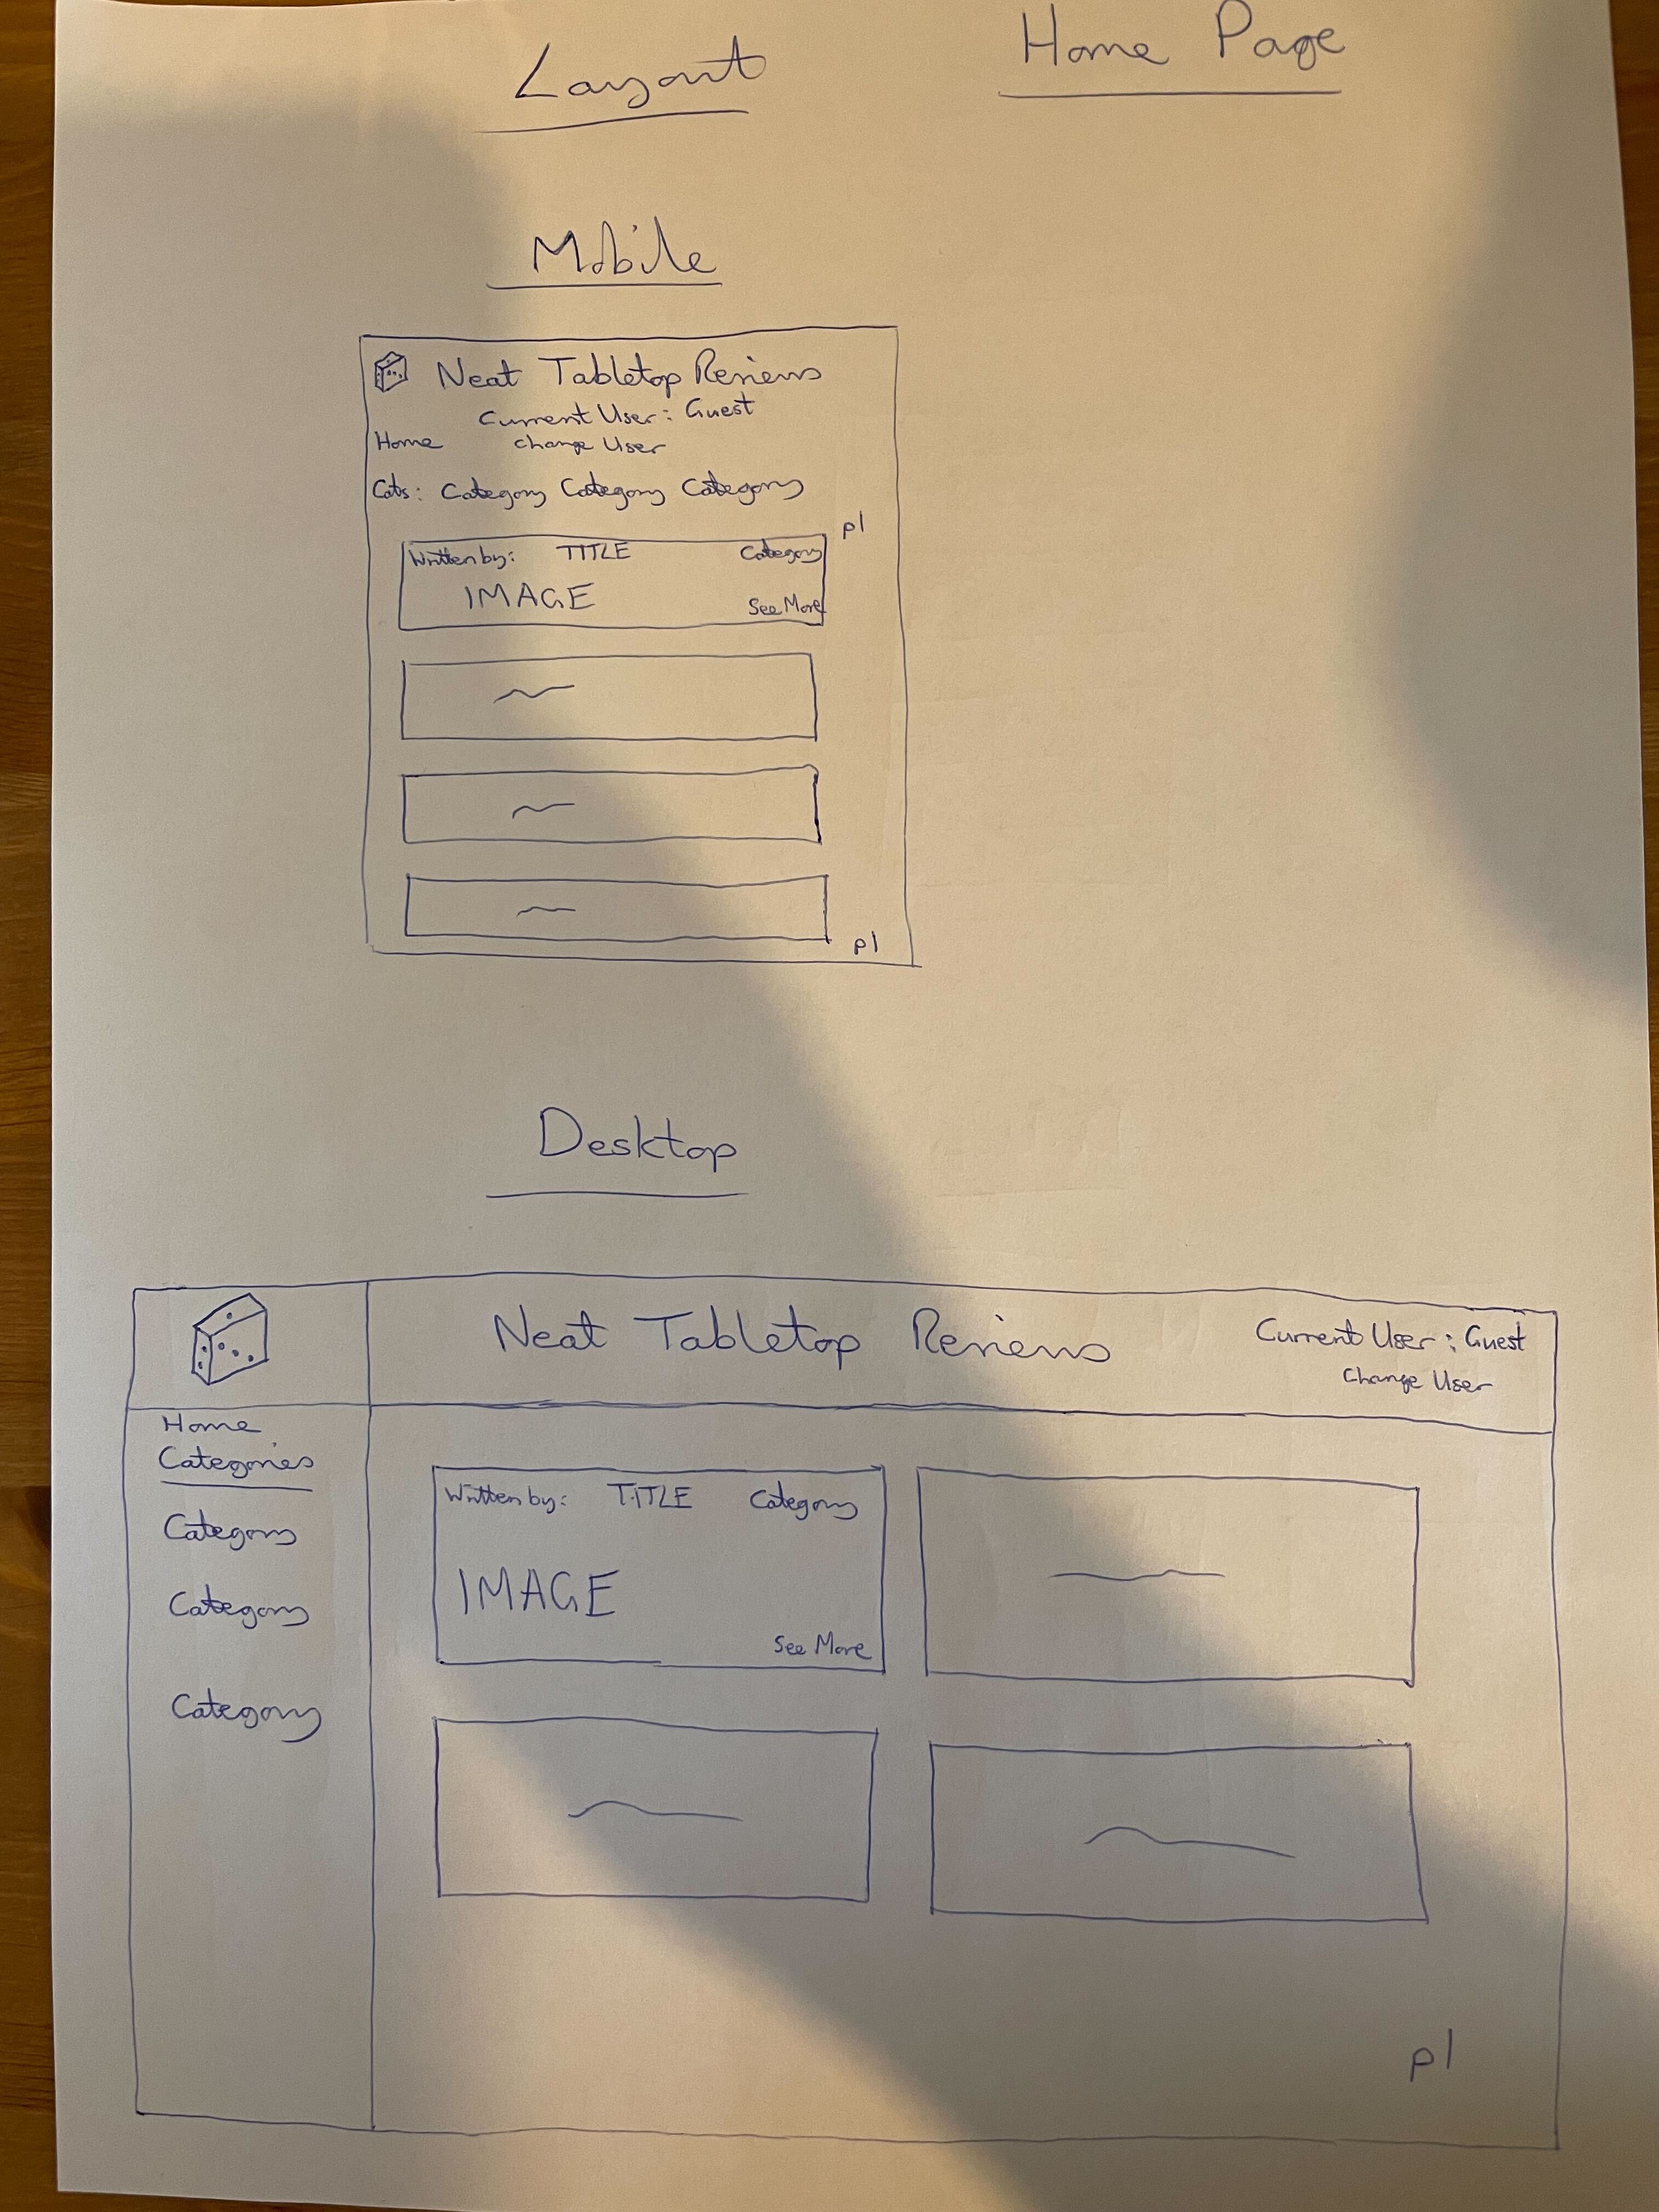 Layout
Home Page
Mobile
Neat Tabletop Reviews
Current User: Guest
Home
Change User
Cats: Category Category Category
p1
Written by: TITLE Category
IMAGE
See More
p1
Desktop
Neat Tabletop Reviews
Current User: Guest
Change User
Home
Categories
Category
Category
Category
Written by: TITLE Category
IMAGE
See More
p1